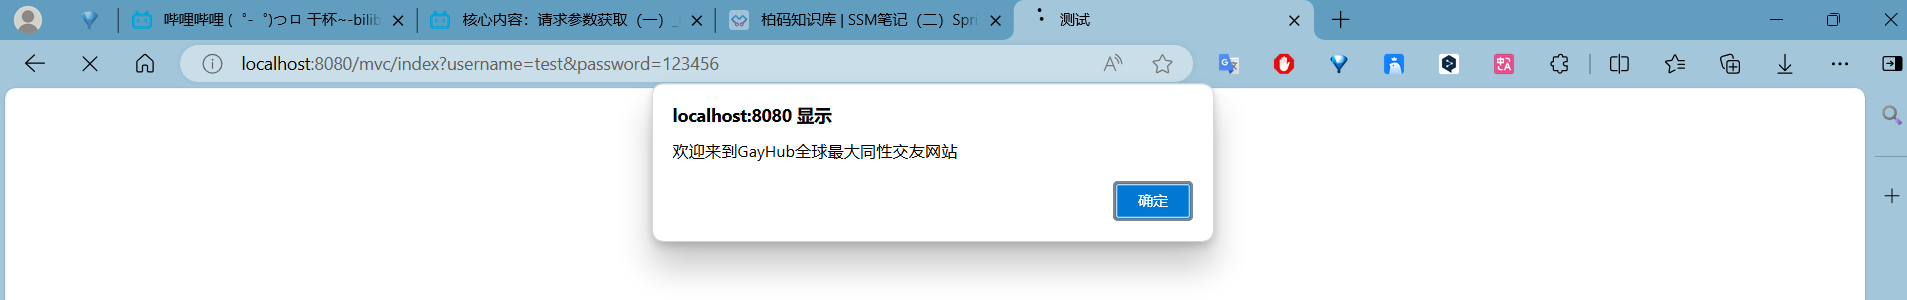 哔哩哔哩 (゜-゜)つロ 干杯~-bilib
核心内容：请求参数获取（一）_
柏码知识库 | SSM笔记（二）Spri
测试
localhost:8080/mvc/index?username=test&password=123456
localhost:8080 显示
欢迎来到GayHub全球最大同性交友网站
确定